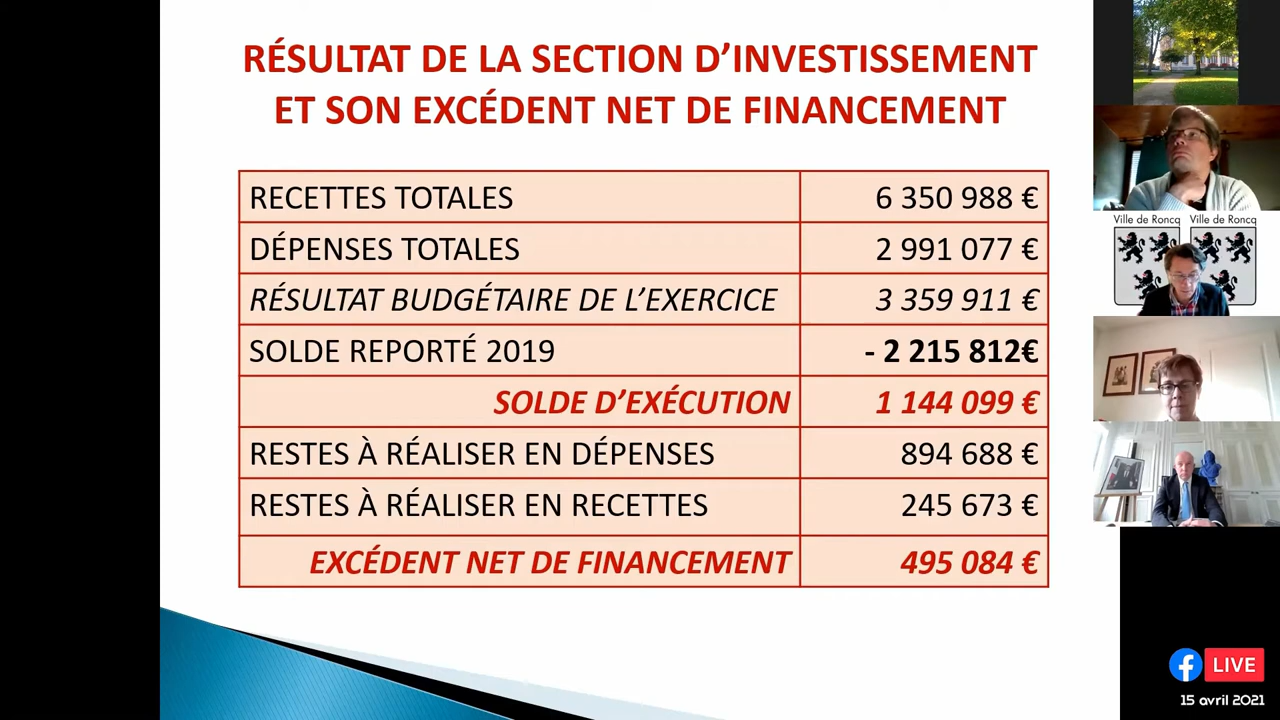 RÉSULTAT DE LA SECTION D’INVESTISSEMENT
ET SON EXCÉDENT NET DE FINANCEMENT
RECETTES TOTALES 6 350 988 €
DÉPENSES TOTALES 2 991 077 €
RÉSULTAT BUDGÉTAIRE DE L’EXERCICE 3 359 911 €
SOLDE REPORTÉ 2019 - 2 215 812€
SOLDE D’EXÉCUTION 1 144 099 €
RESTES À RÉALISER EN DÉPENSES 894 688 €
RESTES À RÉALISER EN RECETTES 245 673 €
EXCÉDENT NET DE FINANCEMENT 495 084 €
Ville de Roncq Ville de Roncq
LIVE
15 avril 2021